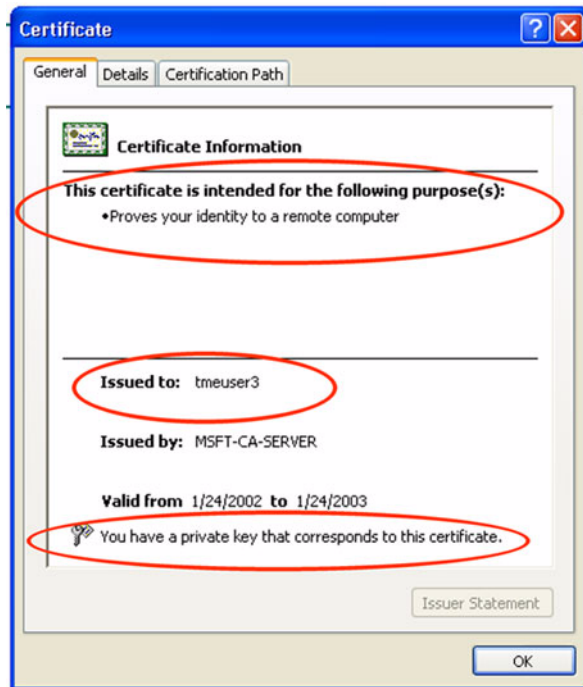 Certificate
General Details Certification Path
Certificate Information
This certificate is intended for the following purpose(s):
•Proves your identity to a remote computer
Issued to: tmeuser3
Issued by: MSFT-CA-SERVER
Valid from 1/24/2002 to 1/24/2003
You have a private key that corresponds to this certificate.
Issuer Statement
OK